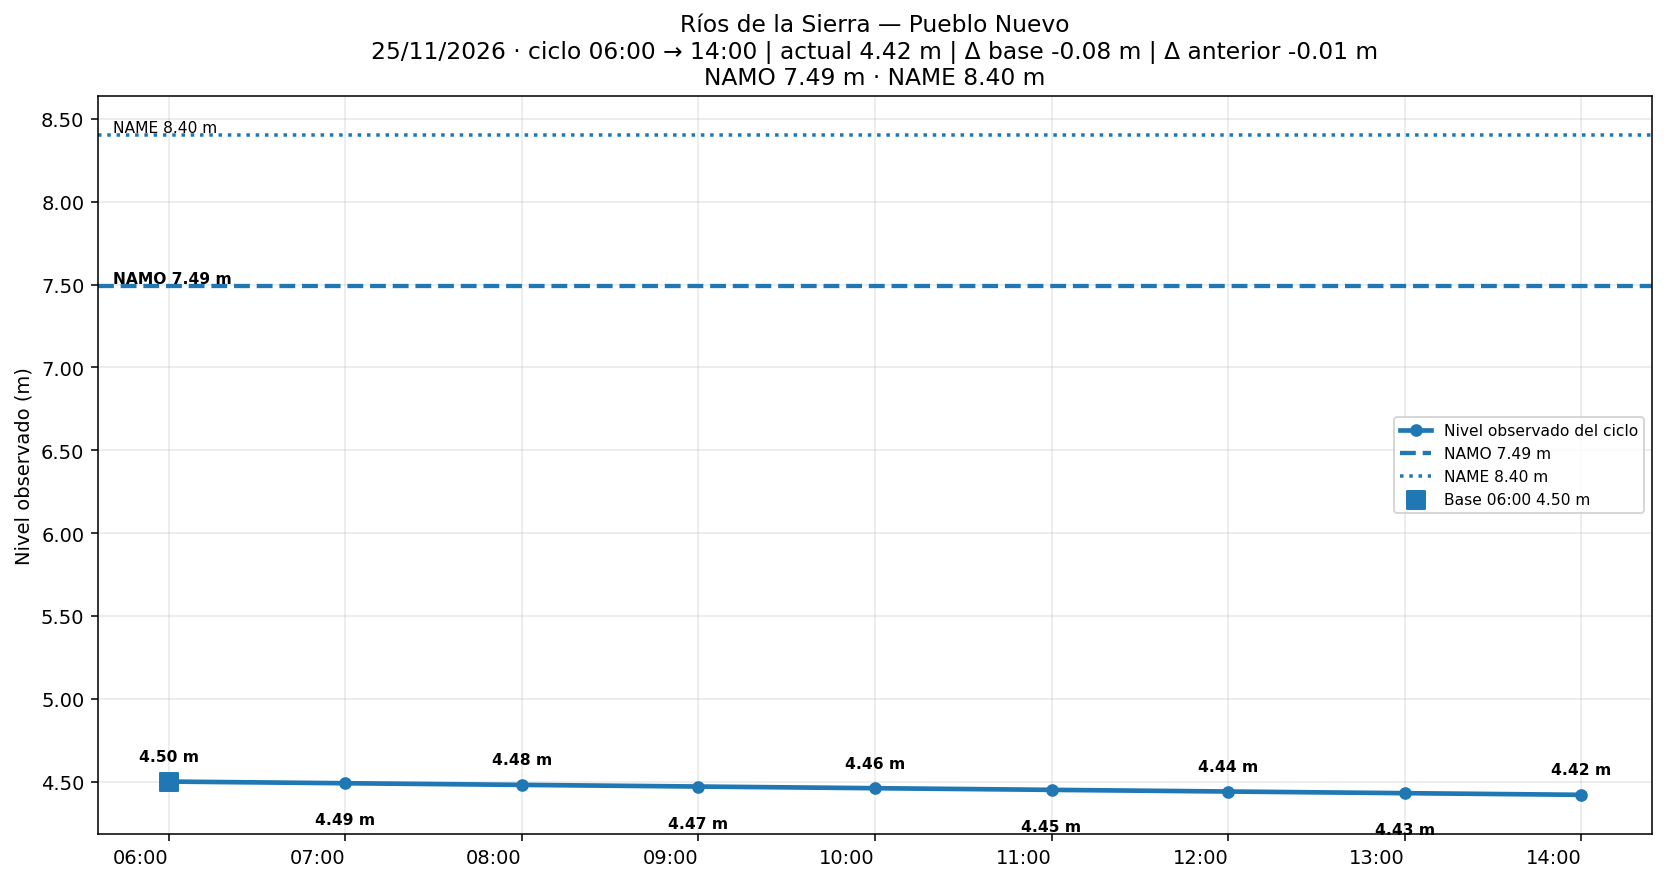 Ríos de la Sierra — Pueblo Nuevo
25/11/2026 · ciclo 06:00 → 14:00 | actual 4.42 m | Δ base -0.08 m | Δ anterior -0.01 m
NAMO 7.49 m · NAME 8.40 m
8.50
NAME 8.40 m
8.00
NAMO 7.49 m
7.50
7.00
6.50
6.00
5.50
5.00
4.50
Nivel observado (m)
Nivel observado del ciclo
NAMO 7.49 m
NAME 8.40 m
Base 06:00 4.50 m
4.50 m
4.49 m
4.48 m
4.47 m
4.46 m
4.45 m
4.44 m
4.43 m
4.42 m
06:00
07:00
08:00
09:00
10:00
11:00
12:00
13:00
14:00